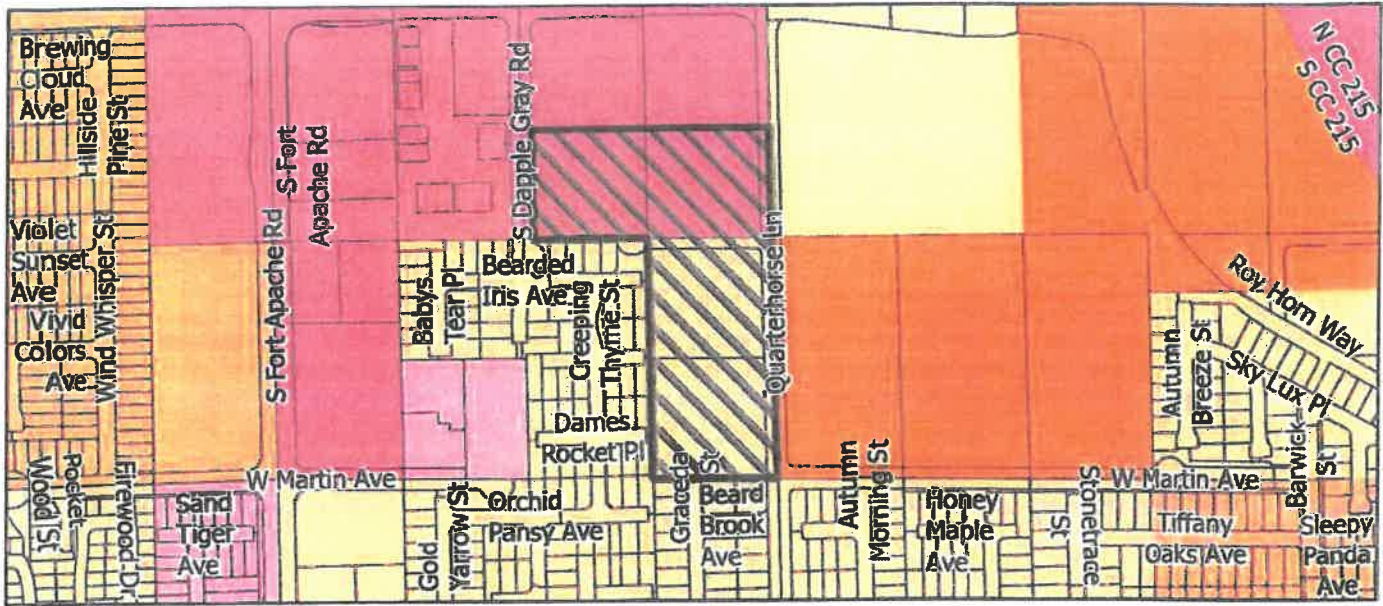 Brewing
Cloud
Ave
Hillside
Pine St
S Fort
Apache Rd
S Dapple Gray Rd
N CC 215
S CC 215
Violet
Sunset
Ave
Vivid
Colors
Ave
Wind Whisper St
S Fort Apache Rd
Babys
Tear Pl
Bearded
Iris Ave
Creeping
Thyme St
Dames
Rocket Pl
Quarterhorse Ln
Roy Horn Way
Autumn
Breeze St
Sky Lux Pl
Barwick
St
Rocket
Wood St
Firewood Dr
W Martin Ave
Sand
Tiger
Ave
Gold
Yarrow St
Orchid
Pansy Ave
Graceda
St
Beard
Brook
Ave
Autumn
Morning St
Honey
Maple
Ave
Stonetrace
St
W Martin Ave
Tiffany
Oaks Ave
Sleepy
Panda
Ave